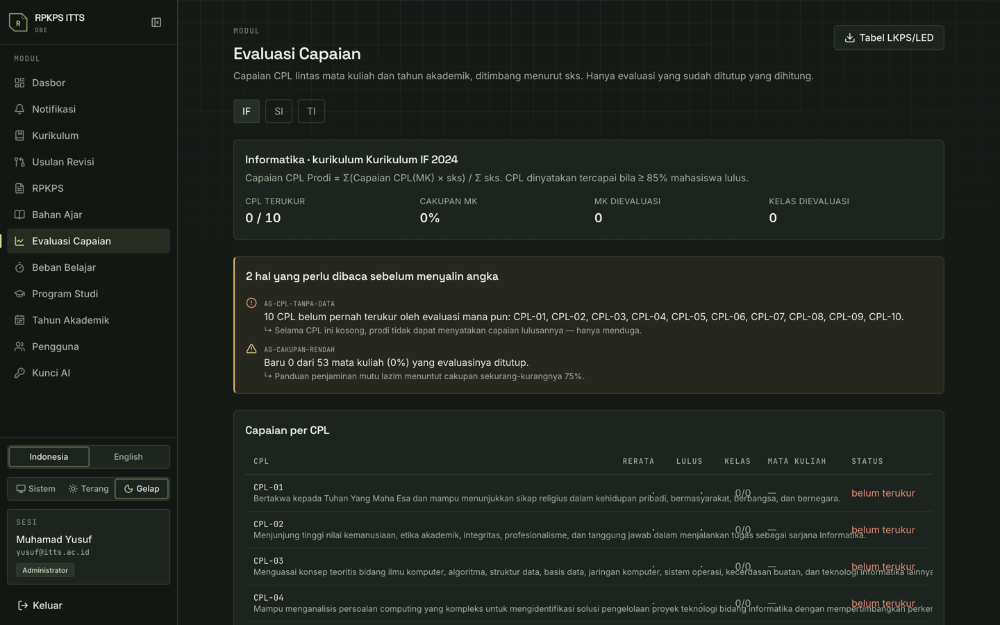 R
RPKPS ITTS
OBE
MODUL
Dasbor
Notifikasi
Kurikulum
Usulan Revisi
RPKPS
Bahan Ajar
Evaluasi Capaian
Beban Belajar
Program Studi
Tahun Akademik
Pengguna
Kunci AI
Indonesia English
Sistem Terang Gelap
SESI
Muhamad Yusuf
yusuf@itts.ac.id
Administrator
Keluar
MODUL
Evaluasi Capaian
Capaian CPL lintas mata kuliah dan tahun akademik, ditimbang menurut sks. Hanya evaluasi yang sudah ditutup yang dihitung.
Tabel LKPS/LED
IF SI TI
Informatika · kurikulum Kurikulum IF 2024
Capaian CPL Prodi = Σ(Capaian CPL(MK) × sks) / Σ sks. CPL dinyatakan tercapai bila ≥ 85% mahasiswa lulus.
CPL TERUKUR CAKUPAN MK MK DIEVALUASI KELAS DIEVALUASI
0 / 10 0% 0 0
2 hal yang perlu dibaca sebelum menyalin angka
AG-CPL-TANPA-DATA
10 CPL belum pernah terukur oleh evaluasi mana pun: CPL-01, CPL-02, CPL-03, CPL-04, CPL-05, CPL-06, CPL-07, CPL-08, CPL-09, CPL-10.
↳ Selama CPL ini kosong, prodi tidak dapat menyatakan capaian lulusannya — hanya menduga.
AG-CAKUPAN-RENDAH
Baru 0 dari 53 mata kuliah (0%) yang evaluasinya ditutup.
↳ Panduan penjaminan mutu lazim menuntut cakupan sekurang-kurangnya 75%.
Capaian per CPL
CPL RERATA LULUS KELAS MATA KULIAH STATUS
CPL-01
· · 0/0 — belum terukur
Bertakwa kepada Tuhan Yang Maha Esa dan mampu menunjukkan sikap religius dalam kehidupan pribadi, bermasyarakat, berbangsa, dan bernegara.
CPL-02
· · 0/0 — belum terukur
Menjunjung tinggi nilai kemanusiaan, etika akademik, integritas, profesionalisme, dan tanggung jawab dalam menjalankan tugas sebagai sarjana Informatika.
CPL-03
· · 0/0 — belum terukur
Menguasai konsep teoritis bidang ilmu komputer, algoritma, struktur data, basis data, jaringan komputer, sistem operasi, kecerdasan buatan, dan teknologi informatika lainnya
CPL-04
· · 0/0 — belum terukur
Mampu menganalisis persoalan computing yang kompleks untuk mengidentifikasi solusi pengelolaan proyek teknologi bidang informatika dengan mempertimbangkan perker